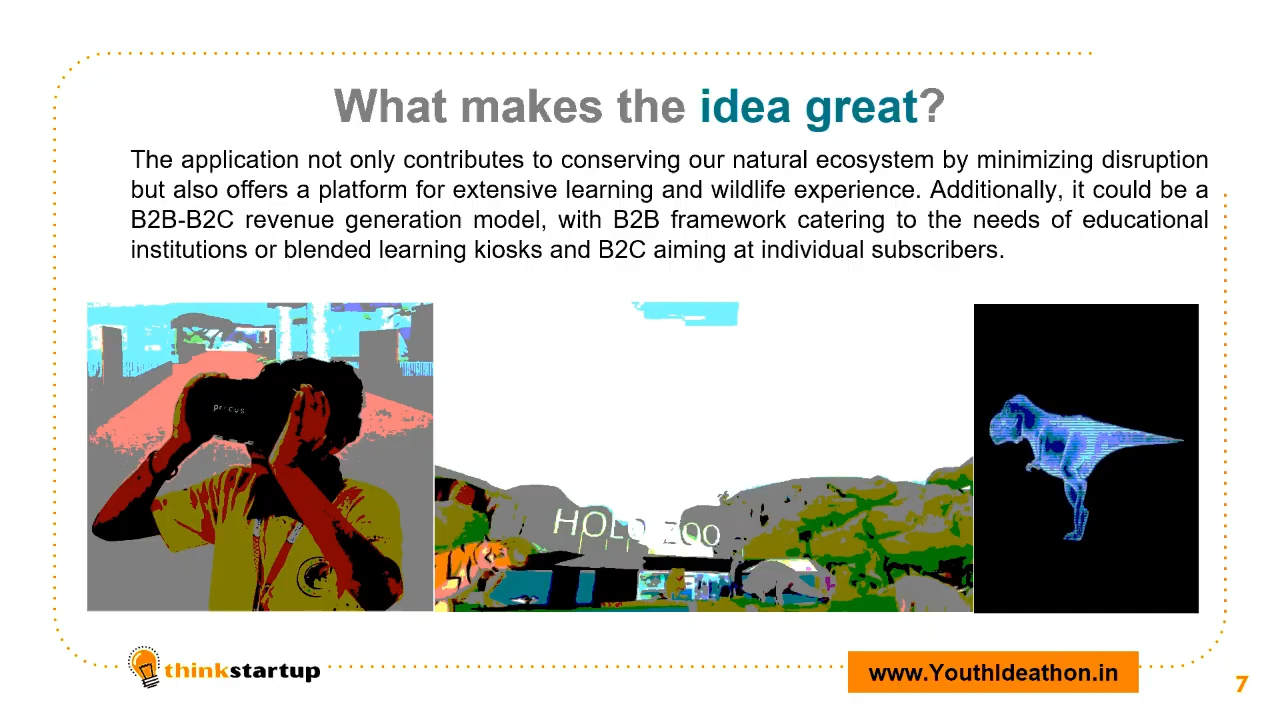 What makes the idea great?
The application not only contributes to conserving our natural ecosystem by minimizing disruption
but also offers a platform for extensive learning and wildlife experience. Additionally, it could be a
B2B-B2C revenue generation model, with B2B framework catering to the needs of educational
institutions or blended learning kiosks and B2C aiming at individual subscribers.
HOLO ZOO
thinkstartup
www.YouthIdeathon.in
7